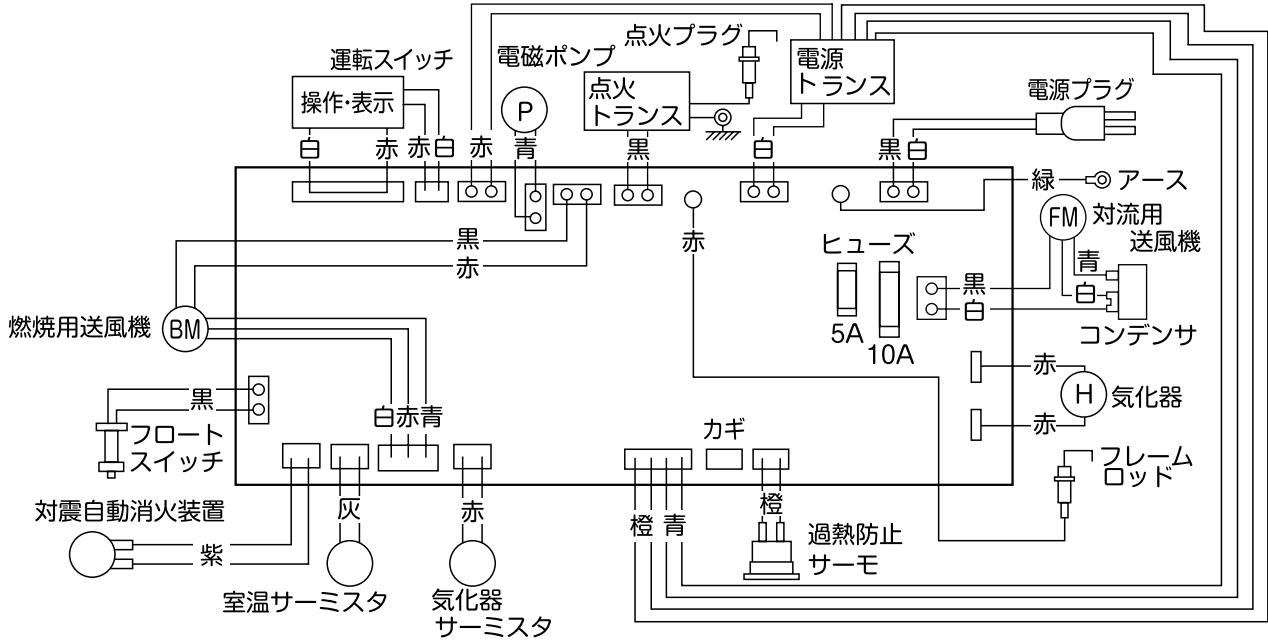 点火プラグ
運転スイッチ
電磁ポンプ
電源
トランス
操作・表示
点火
トランス
P
電源プラグ
白
赤
赤
白
赤
青
黒
白
黒
白
緑
アース
FM
対流用
送風機
黒
赤
赤
ヒューズ
青
黒
白
白
コンデンサ
5A
10A
燃焼用送風機
BM
赤
H
気化器
赤
黒
フロート
スイッチ
白赤青
カギ
フレーム
ロッド
対震自動消火装置
紫
灰
赤
橙
青
橙
過熱防止
サーモ
室温サーミスタ
気化器
サーミスタ